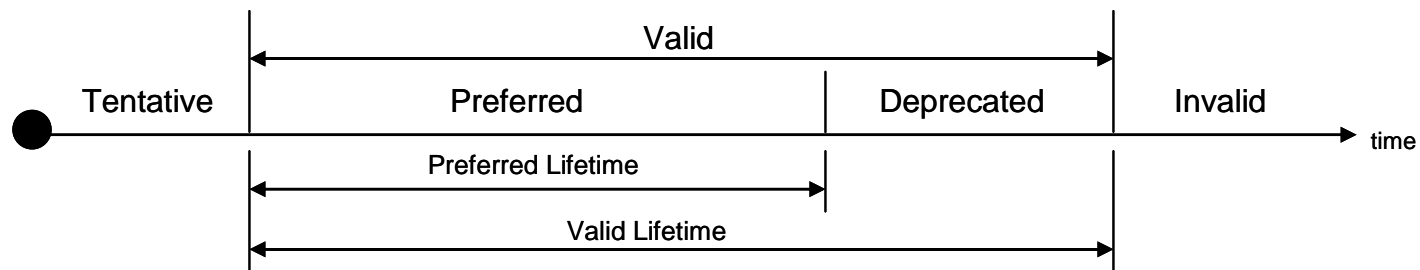 Valid
Tentative Preferred Deprecated Invalid
time
Preferred Lifetime
Valid Lifetime